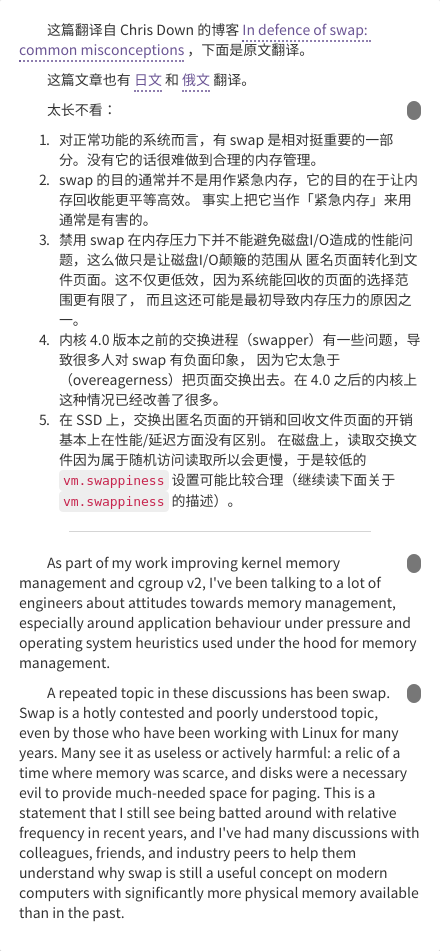 这篇翻译自 Chris Down 的博客 In defence of swap:
common misconceptions ，下面是原文翻译。
这篇文章也有 日文 和 俄文 翻译。
太长不看：
1. 对正常功能的系统而言，有 swap 是相对挺重要的一部
分。没有它的话很难做到合理的内存管理。
2. swap 的目的通常并不是用作紧急内存，它的目的在于让内
存回收能更平等高效。 事实上把它当作「紧急内存」来用
通常是有害的。
3. 禁用 swap 在内存压力下并不能避免磁盘I/O造成的性能问
题，这么做只是让磁盘I/O颠簸的范围从 匿名页面转化到文
件页面。这不仅更低效，因为系统能回收的页面的选择范
围更有限了， 而且这还可能是最初导致内存压力的原因之
一。
4. 内核 4.0 版本之前的交换进程（swapper）有一些问题，导
致很多人对 swap 有负面印象， 因为它太急于
（overeagerness）把页面交换出去。在 4.0 之后的内核上
这种情况已经改善了很多。
5. 在 SSD 上，交换出匿名页面的开销和回收文件页面的开销
基本上在性能/延迟方面没有区别。 在磁盘上，读取交换文
件因为属于随机访问读取所以会更慢，于是较低的
vm.swappiness 设置可能比较合理（继续读下面关于
vm.swappiness 的描述）。
As part of my work improving kernel memory
management and cgroup v2, I've been talking to a lot of
engineers about attitudes towards memory management,
especially around application behaviour under pressure and
operating system heuristics used under the hood for memory
management.
A repeated topic in these discussions has been swap.
Swap is a hotly contested and poorly understood topic,
even by those who have been working with Linux for many
years. Many see it as useless or actively harmful: a relic of a
time where memory was scarce, and disks were a necessary
evil to provide much-needed space for paging. This is a
statement that I still see being batted around with relative
frequency in recent years, and I've had many discussions with
colleagues, friends, and industry peers to help them
understand why swap is still a useful concept on modern
computers with significantly more physical memory available
than in the past.